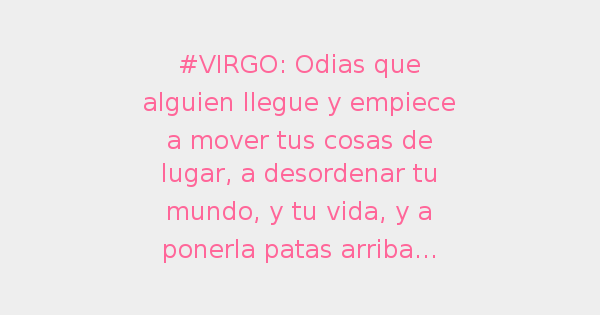 #VIRGO: Odias que
alguien llegue y empiece
a mover tus cosas de
lugar, a desordenar tu
mundo, y tu vida, y a
ponerla patas arriba...